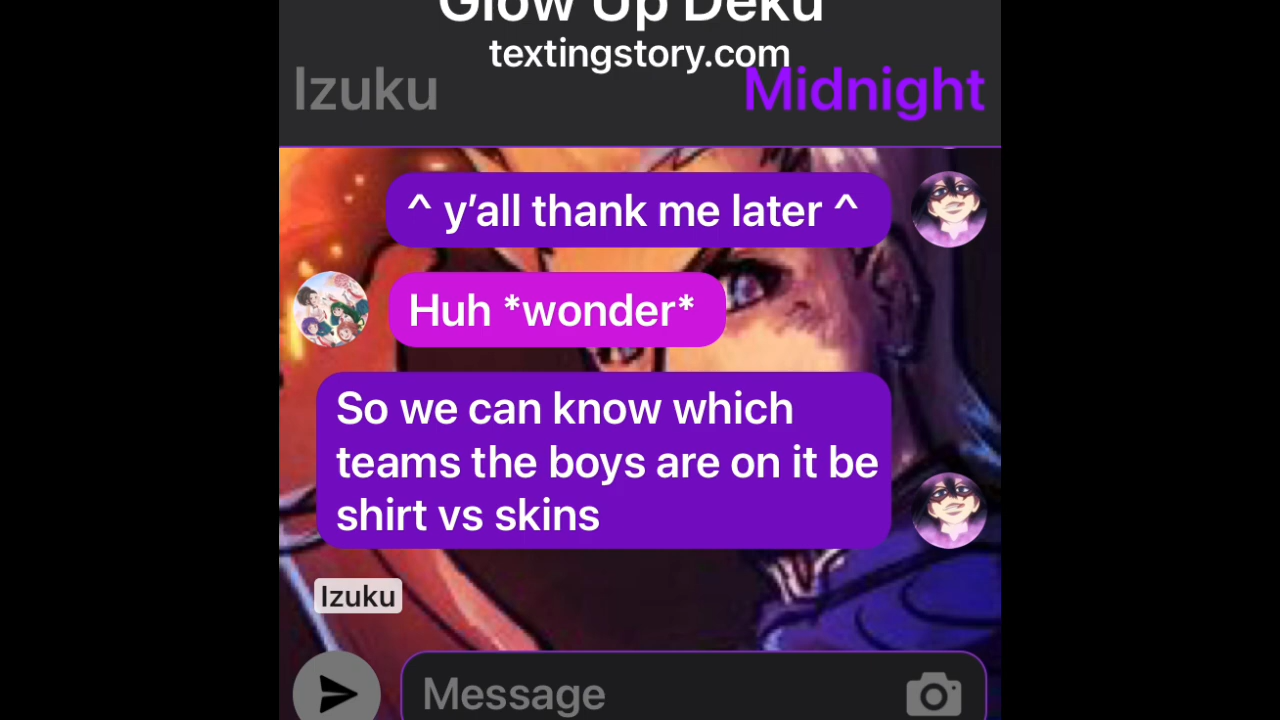 Glow Up Deku
textingstory.com
Izuku
Midnight
^ y’all thank me later ^
Huh *wonder*
So we can know which
teams the boys are on it be
shirt vs skins
Izuku
Message